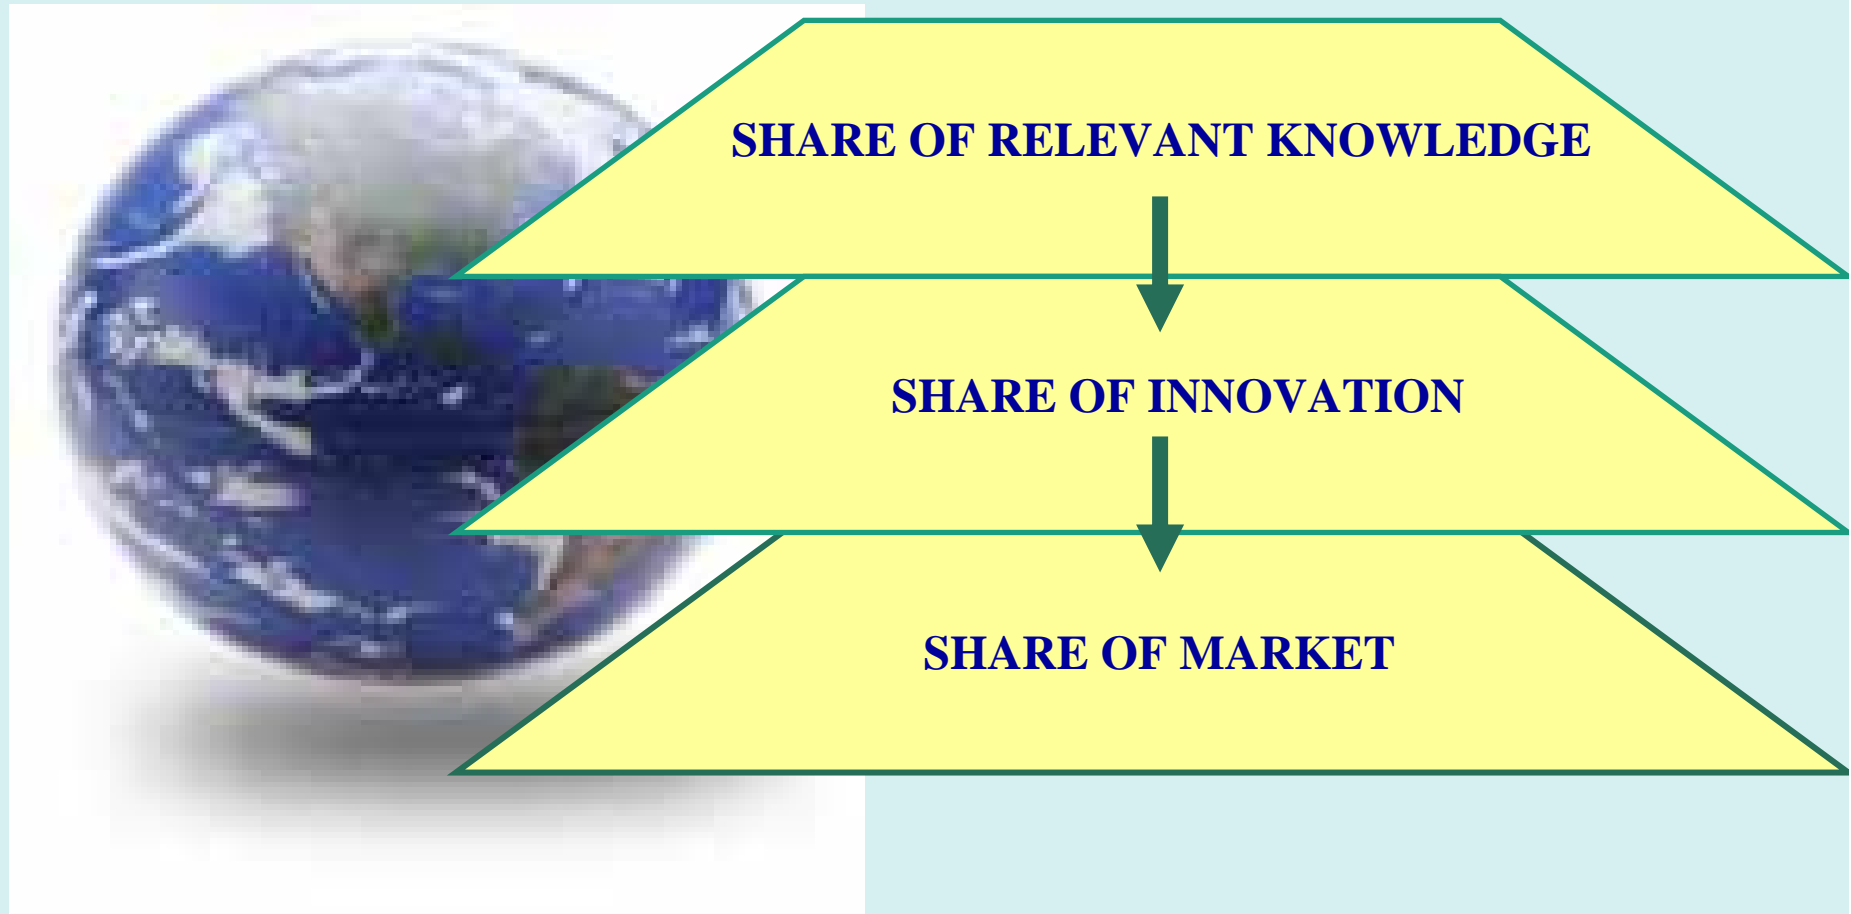 SHARE OF RELEVANT KNOWLEDGE
SHARE OF INNOVATION
SHARE OF MARKET